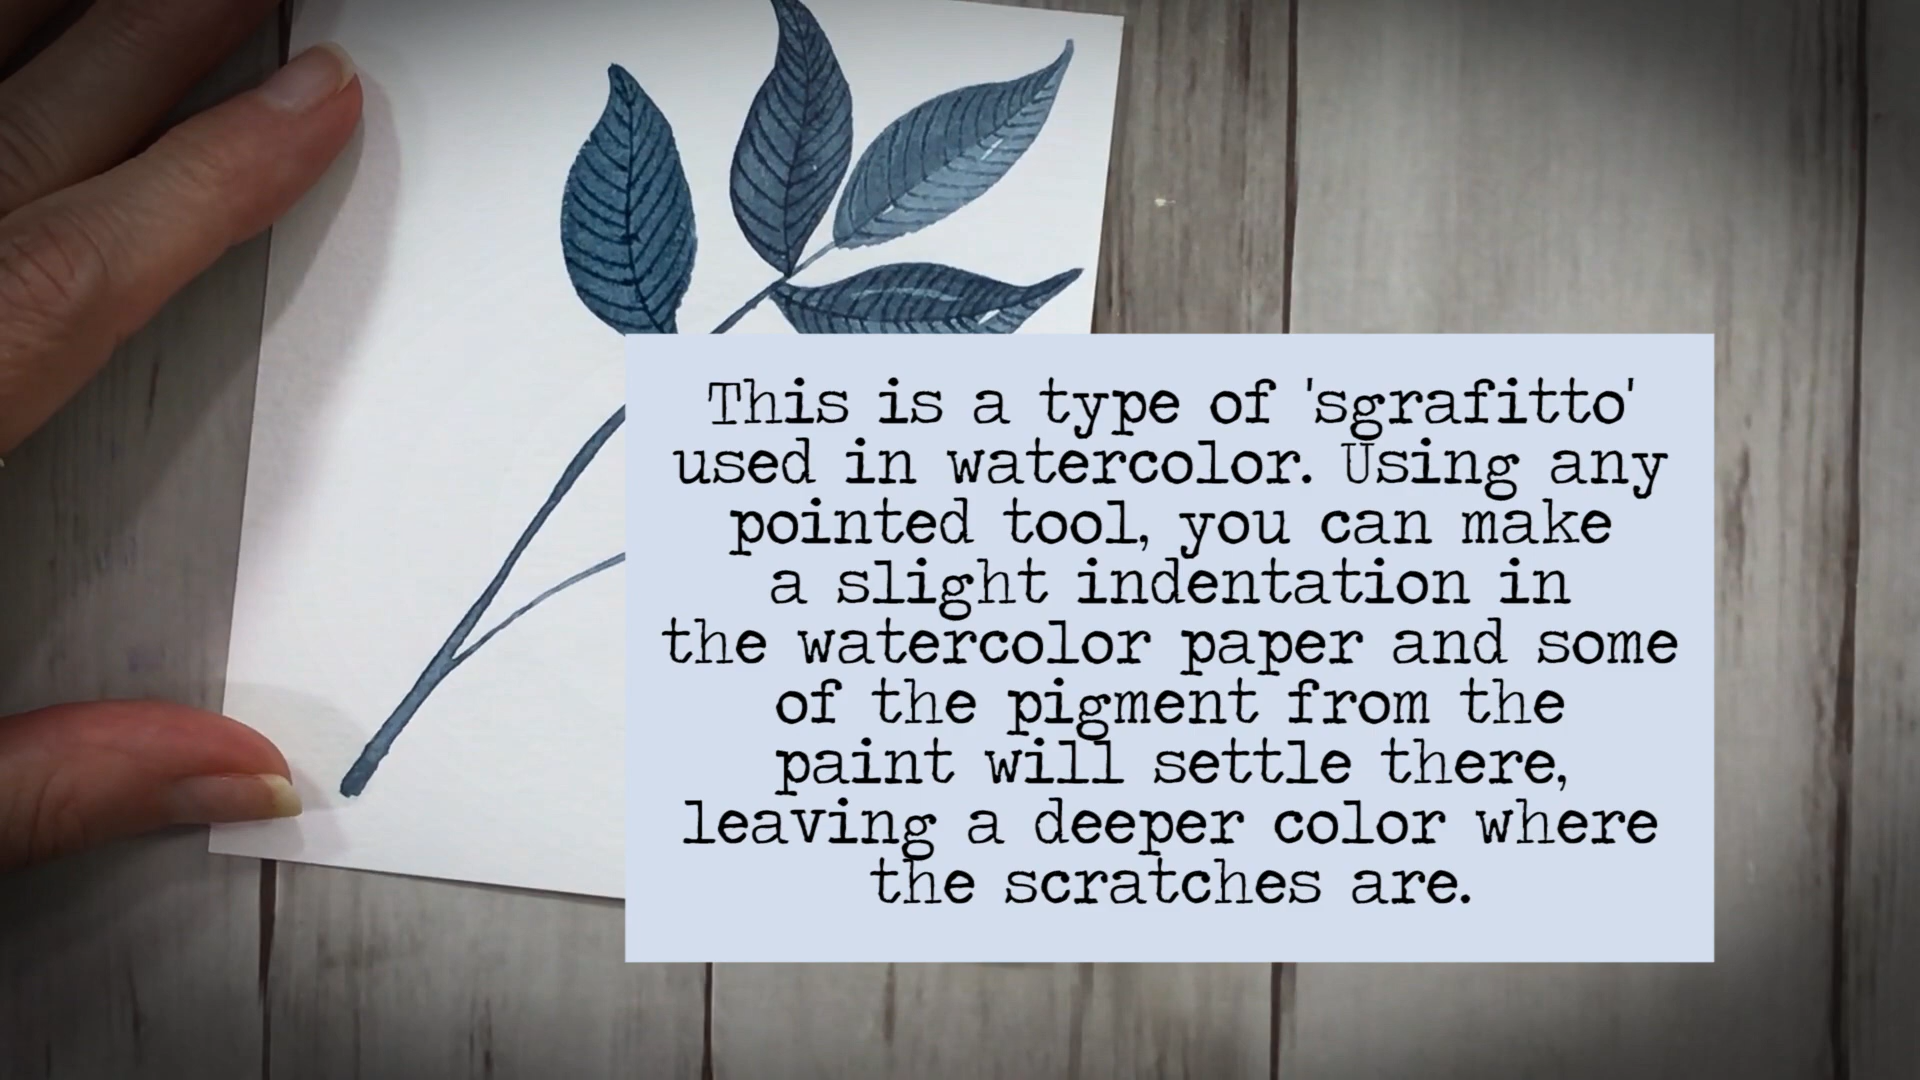 This is a type of 'sgrafitto'
used in watercolor. Using any
pointed tool, you can make
a slight indentation in
the watercolor paper and some
of the pigment from the
paint will settle there,
leaving a deeper color where
the scratches are.